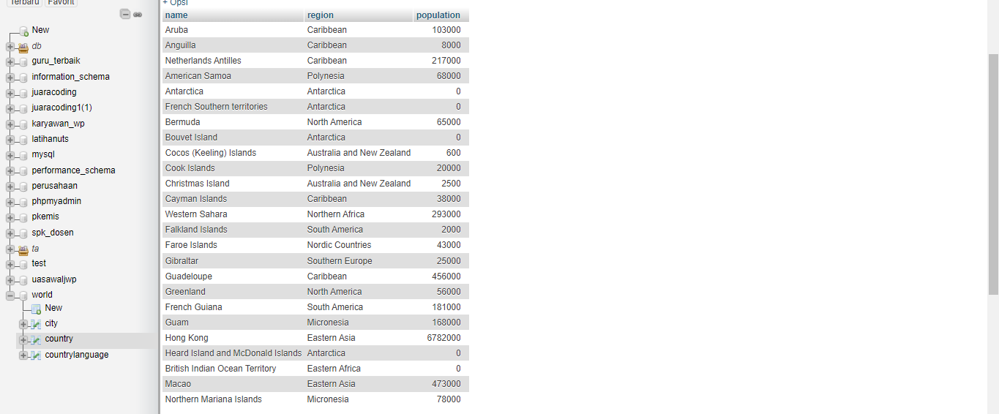 Terbaru Favorit
New
db
guru_terbaik
information_schema
juaracoding
juaracoding1(1)
karyawan_wp
latihanuts
mysql
performance_schema
perusahaan
phpmyadmin
pkemis
spk_dosen
ta
test
uasawaljwp
world
New
city
country
countrylanguage
+ Opsi
name region population
Aruba Caribbean 103000
Anguilla Caribbean 8000
Netherlands Antilles Caribbean 217000
American Samoa Polynesia 68000
Antarctica Antarctica 0
French Southern territories Antarctica 0
Bermuda North America 65000
Bouvet Island Antarctica 0
Cocos (Keeling) Islands Australia and New Zealand 600
Cook Islands Polynesia 20000
Christmas Island Australia and New Zealand 2500
Cayman Islands Caribbean 38000
Western Sahara Northern Africa 293000
Falkland Islands South America 2000
Faroe Islands Nordic Countries 43000
Gibraltar Southern Europe 25000
Guadeloupe Caribbean 456000
Greenland North America 56000
French Guiana South America 181000
Guam Micronesia 168000
Hong Kong Eastern Asia 6782000
Heard Island and McDonald Islands Antarctica 0
British Indian Ocean Territory Eastern Africa 0
Macao Eastern Asia 473000
Northern Mariana Islands Micronesia 78000